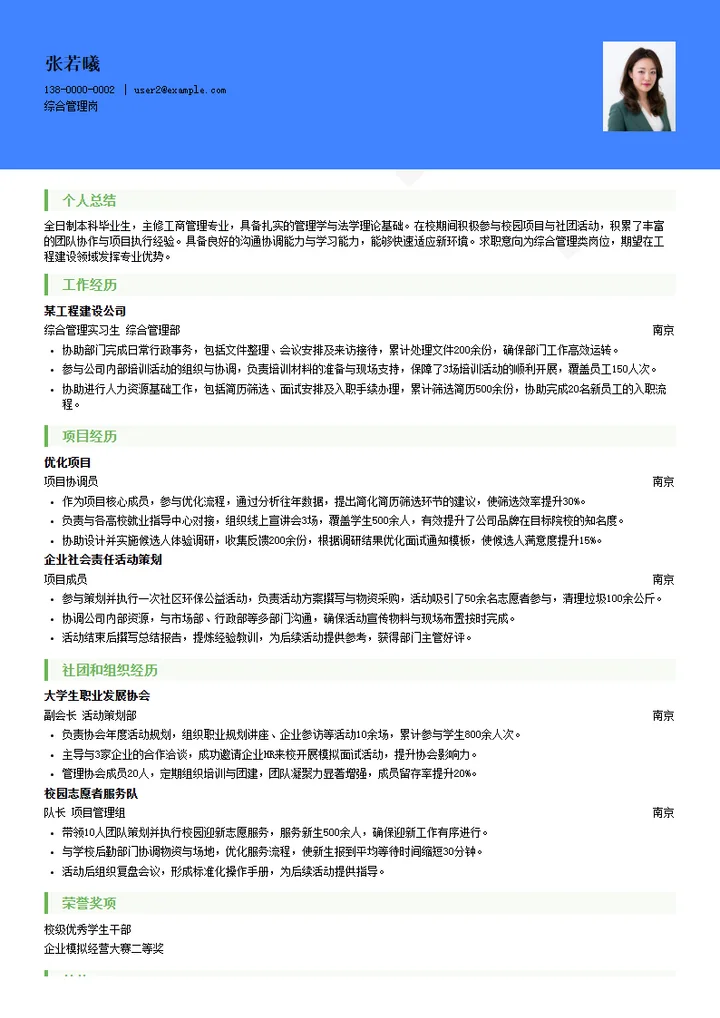 张若曦
138-0000-0002 | user2@example.com
综合管理岗
个人总结
全日制本科毕业生，主修工商管理专业，具备扎实的管理学与法学理论基础。在校期间积极参与校园项目与社团活动，积累了丰富
的团队协作与项目执行经验。具备良好的沟通协调能力与学习能力，能够快速适应新环境。求职意向为综合管理类岗位，期望在工
程建设领域发挥专业优势。
工作经历
某工程建设公司
综合管理实习生 综合管理部 南京
• 协助部门完成日常行政事务，包括文件整理、会议安排及来访接待，累计处理文件200余份，确保部门工作高效运转。
• 参与公司内部培训活动的组织与协调，负责培训材料的准备与现场支持，保障了3场培训活动的顺利开展，覆盖员工150人次。
• 协助进行人力资源基础工作，包括简历筛选、面试安排及入职手续办理，累计筛选简历500余份，协助完成20名新员工的入职流
程。
项目经历
优化项目
项目协调员 南京
• 作为项目核心成员，参与优化流程，通过分析往年数据，提出简化简历筛选环节的建议，使筛选效率提升30%。
• 负责与各高校就业指导中心对接，组织线上宣讲会3场，覆盖学生500余人，有效提升了公司品牌在目标院校的知名度。
• 协助设计并实施候选人体验调研，收集反馈200余份，根据调研结果优化面试通知模板，使候选人满意度提升15%。
企业社会责任活动策划
项目成员 南京
• 参与策划并执行一次社区环保公益活动，负责活动方案撰写与物资采购，活动吸引了50余名志愿者参与，清理垃圾100余公斤。
• 协调公司内部资源，与市场部、行政部等多部门沟通，确保活动宣传物料与现场布置按时完成。
• 活动结束后撰写总结报告，提炼经验教训，为后续活动提供参考，获得部门主管好评。
社团和组织经历
大学生职业发展协会
副会长 活动策划部 南京
• 负责协会年度活动规划，组织职业规划讲座、企业参访等活动10余场，累计参与学生800余人次。
• 主导与3家企业的合作洽谈，成功邀请企业HR来校开展模拟面试活动，提升协会影响力。
• 管理协会成员20人，定期组织培训与团建，团队凝聚力显著增强，成员留存率提升20%。
校园志愿者服务队
队长 项目管理组 南京
• 带领10人团队策划并执行校园迎新志愿服务，服务新生500余人，确保迎新工作有序进行。
• 与学校后勤部门协调物资与场地，优化服务流程，使新生报到平均等待时间缩短30分钟。
• 活动后组织复盘会议，形成标准化操作手册，为后续活动提供指导。
荣誉奖项
校级优秀学生干部
企业模拟经营大赛二等奖